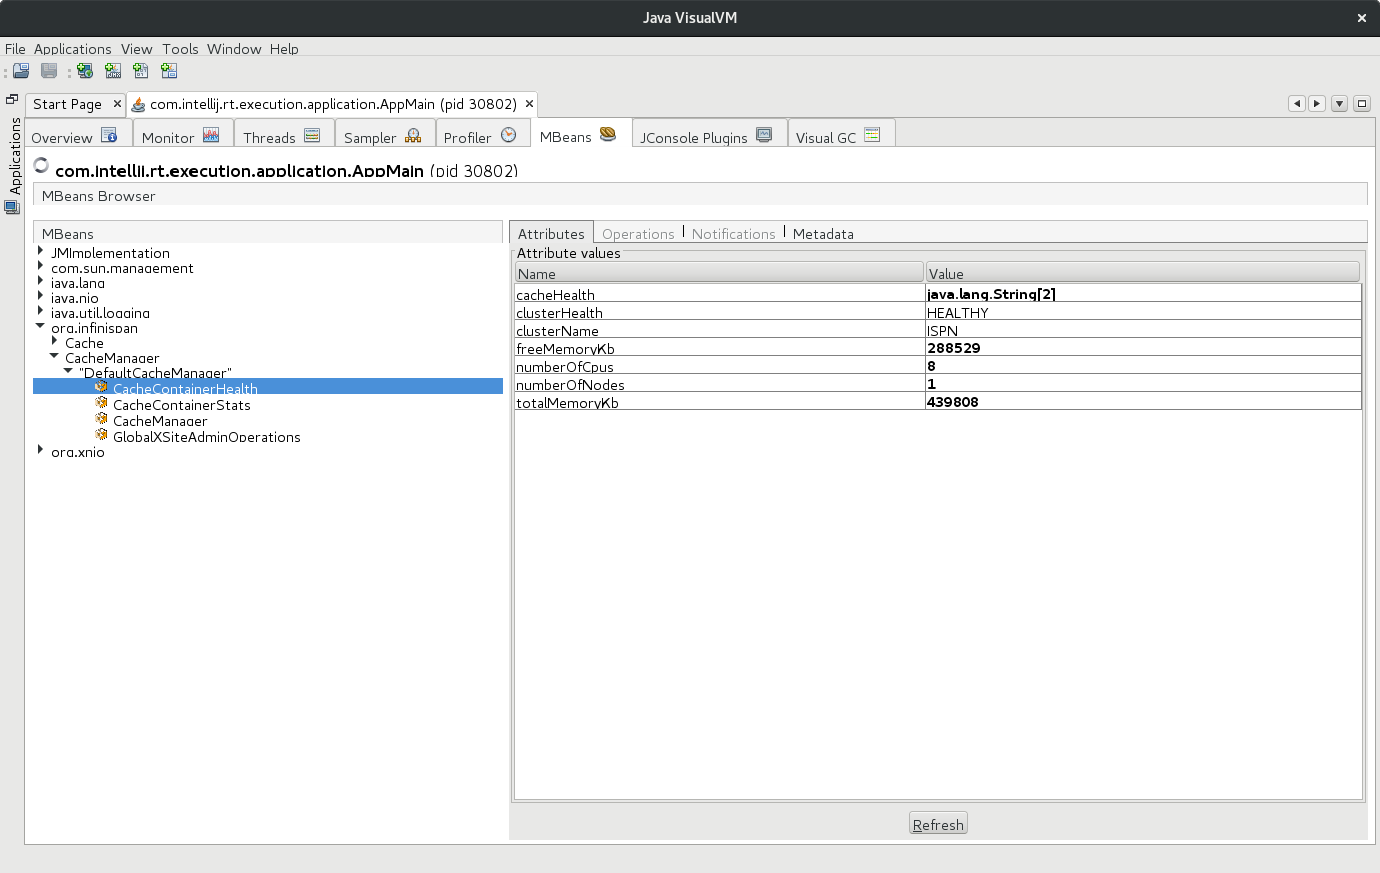 Java VisualVM
File Applications View Tools Window Help
Start Page
com.intellij.rt.execution.application.AppMain (pid 30802)
Applications
Overview Monitor Threads Sampler Profiler MBeans JConsole Plugins Visual GC
com.intellij.rt.execution.application.AppMain (pid 30802)
MBeans Browser
MBeans
JMImplementation
com.sun.management
java.lang
java.nio
java.util.logging
org.infinispan
Cache
CacheManager
"DefaultCacheManager"
CacheContainerHealth
CacheContainerStats
CacheManager
GlobalXSiteAdminOperations
org.xnio
Attributes Operations Notifications Metadata
Attribute values
Name Value
cacheHealth java.lang.String[2]
clusterHealth HEALTHY
clusterName ISPN
freeMemoryKb 288529
numberOfCpus 8
numberOfNodes 1
totalMemoryKb 439808
Refresh